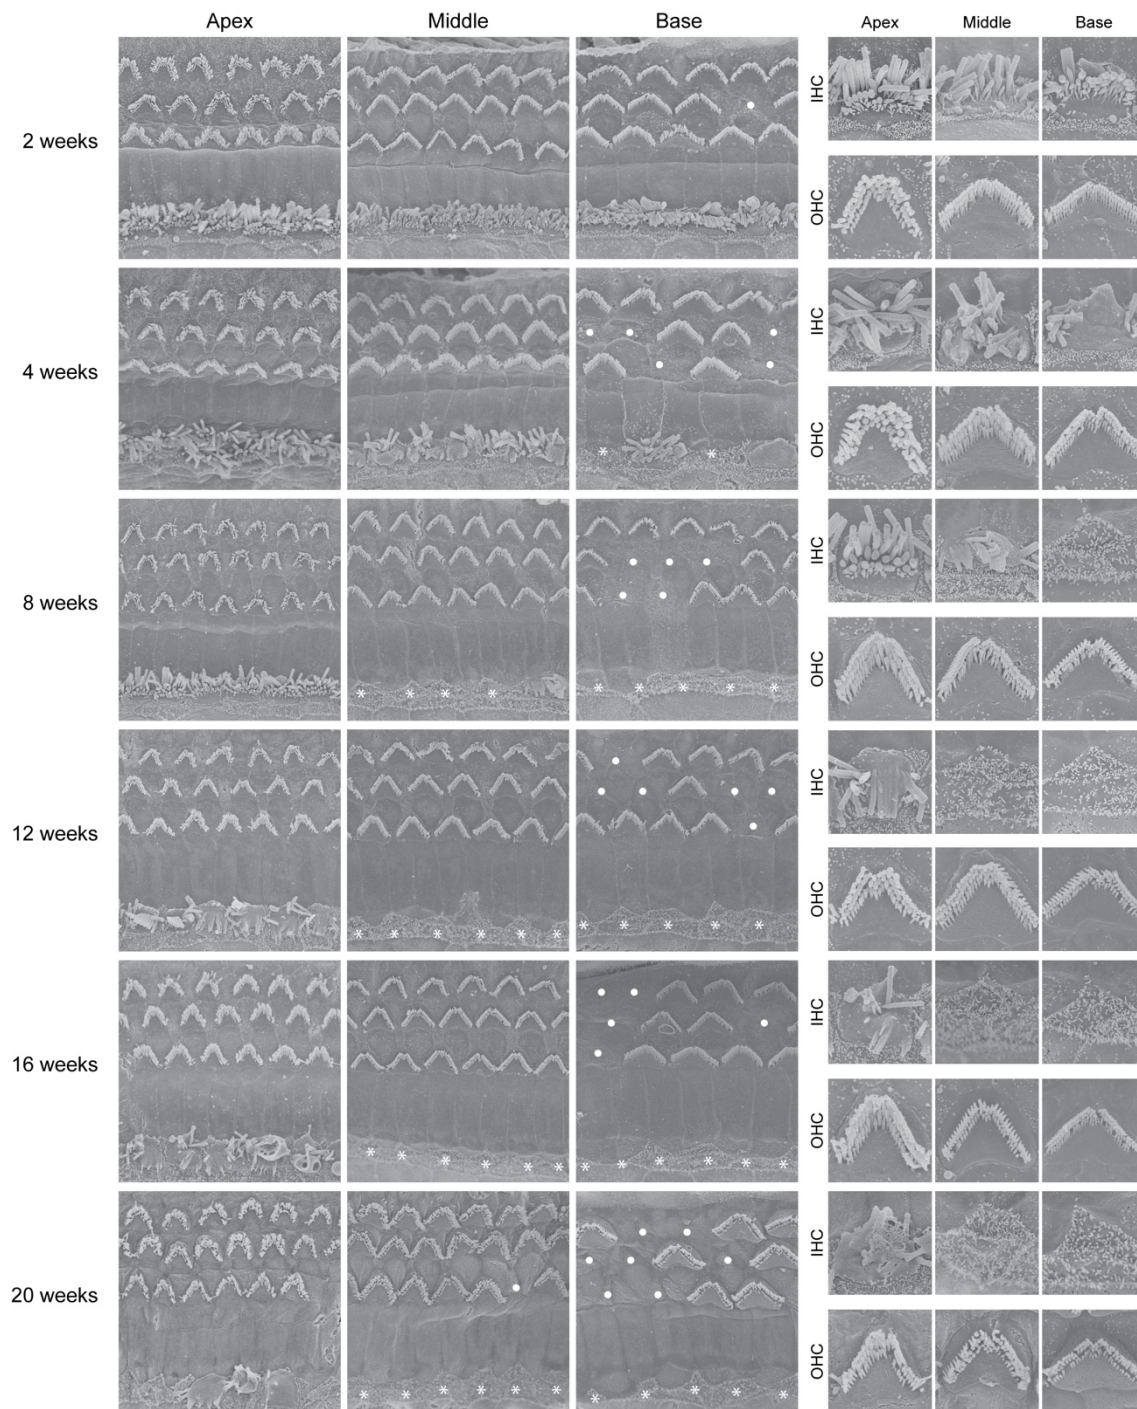 Apex Middle Base Apex Middle Base
IHC
2 weeks
OHC
IHC
4 weeks
OHC
IHC
8 weeks
OHC
IHC
12 weeks
OHC
IHC
16 weeks
OHC
IHC
20 weeks
OHC